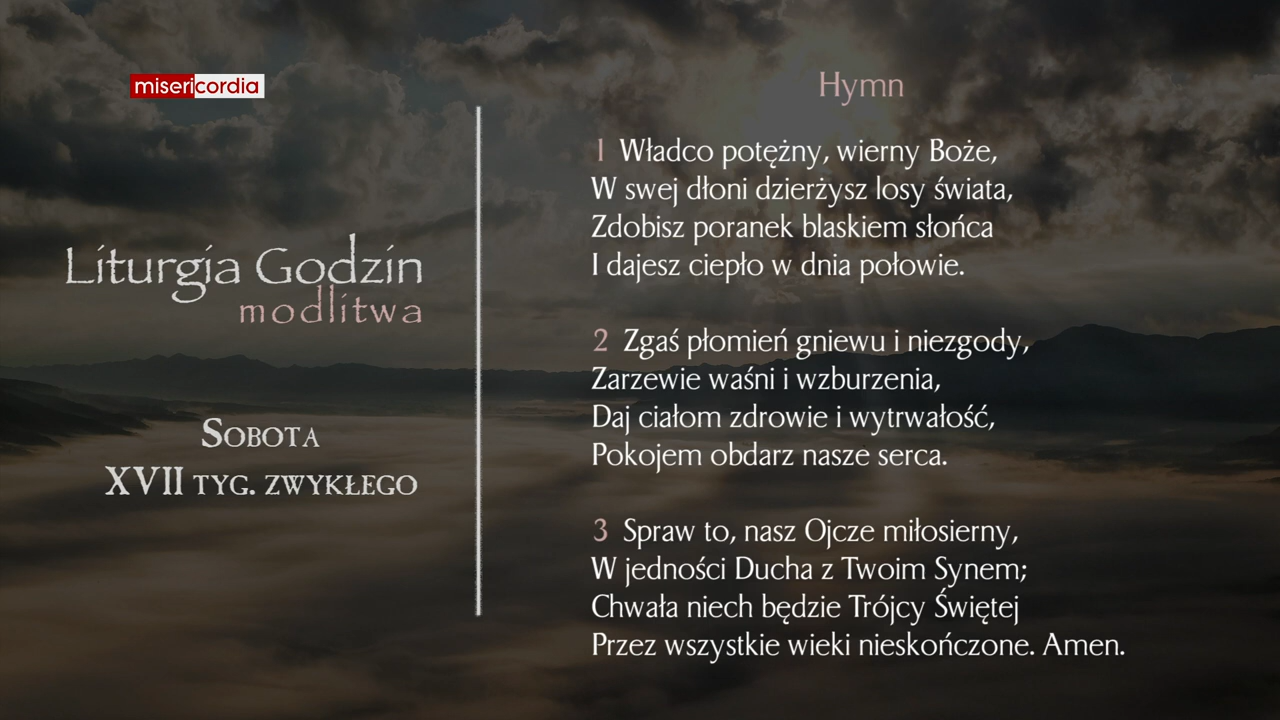 misericordia
Liturgia Godzin
modlitwa
Sobota
XVII tyg. zwykłego
Hymn
1 Władco potężny, wierny Boże,
W swej dłoni dzierżysz losy świata,
Zdobisz poranek blaskiem słońca
I dajesz ciepło w dnia połowie.
2 Zgaś płomień gniewu i niezgody,
Zarzewie waśni i wzburzenia,
Daj ciałom zdrowie i wytrwałość,
Pokojem obdarz nasze serca.
3 Spraw to, nasz Ojcze miłosierny,
W jedności Ducha z Twoim Synem;
Chwała niech będzie Trójcy Świętej
Przez wszystkie wieki nieskończone. Amen.